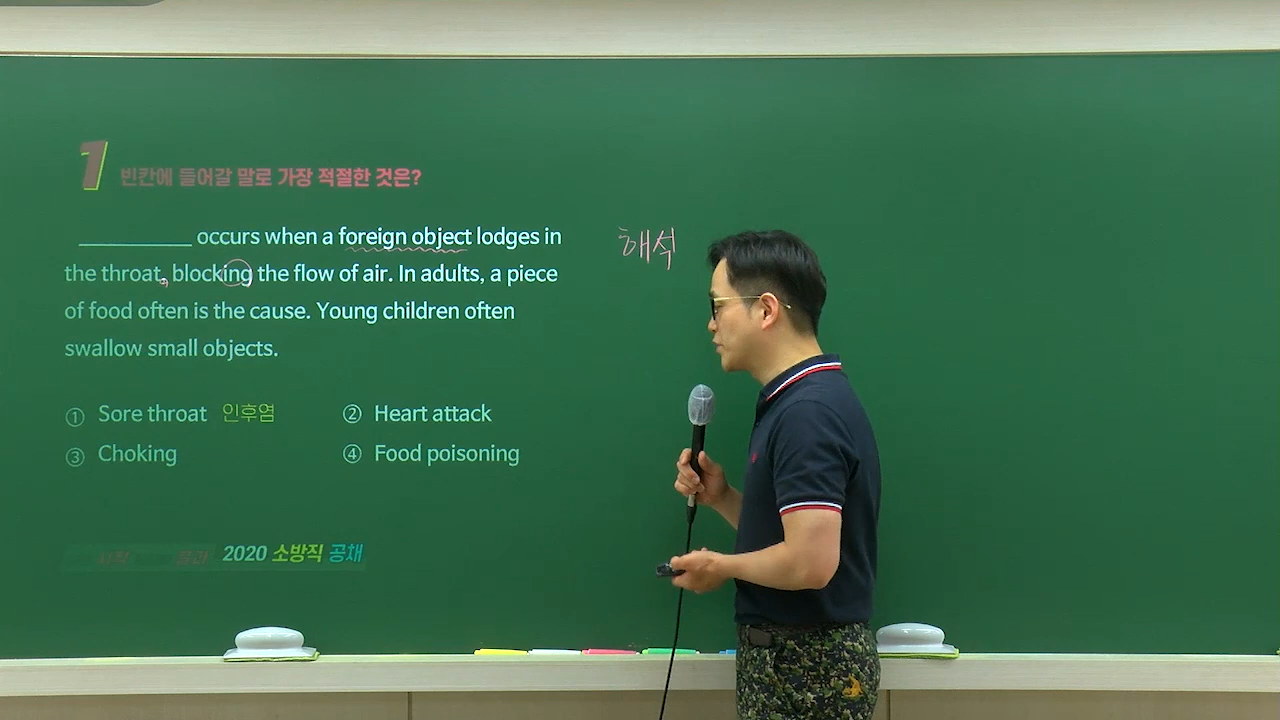 1 빈칸에 들어갈 말로 가장 적절한 것은?
__________ occurs when a foreign object lodges in 해석
the throat, blocking the flow of air. In adults, a piece
of food often is the cause. Young children often
swallow small objects.
① Sore throat 인후염 ② Heart attack
③ Choking ④ Food poisoning
2020 소방직 공채